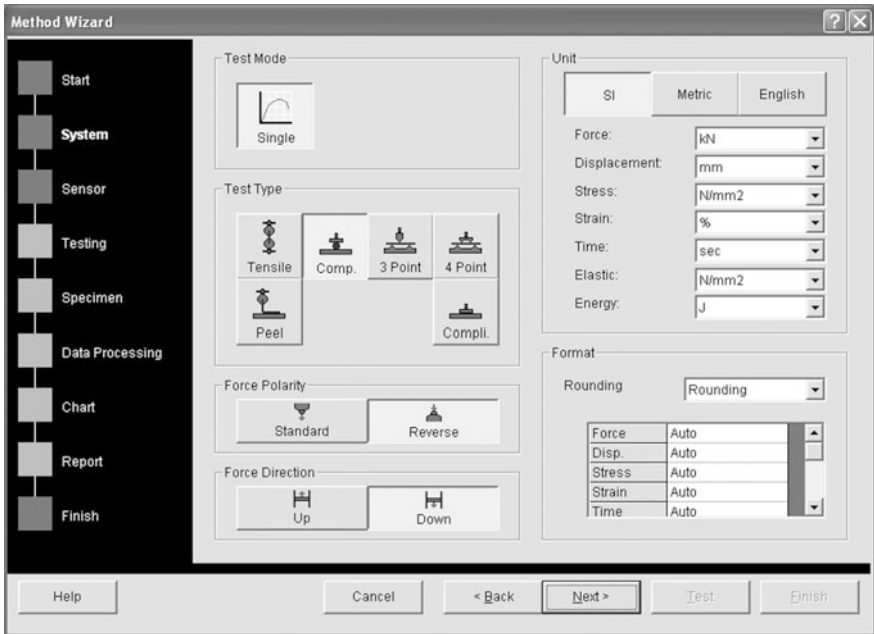 Method Wizard
Start
System
Sensor
Testing
Specimen
Data Processing
Chart
Report
Finish
Test Mode
Single
Test Type
Tensile Comp. 3 Point 4 Point
Peel Compli.
Force Polarity
Standard Reverse
Force Direction
Up Down
Unit
SI Metric English
Force: kN
Displacement: mm
Stress: N/mm2
Strain: %
Time: sec
Elastic: N/mm2
Energy: J
Format
Rounding Rounding
Force Auto
Disp. Auto
Stress Auto
Strain Auto
Time Auto
Help Cancel < Back Next > Test Finish